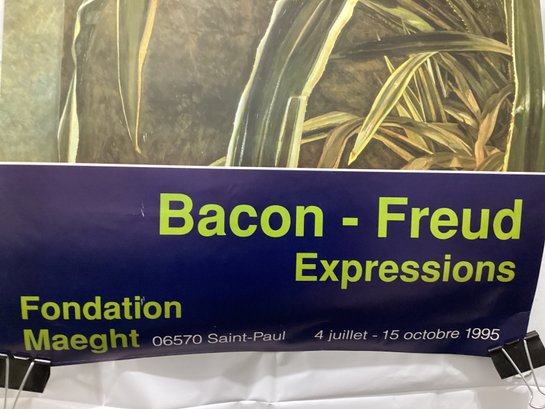 Bacon - Freud
Expressions
Fondation
Maeght 06570 Saint-Paul 4 juillet - 15 octobre 1995